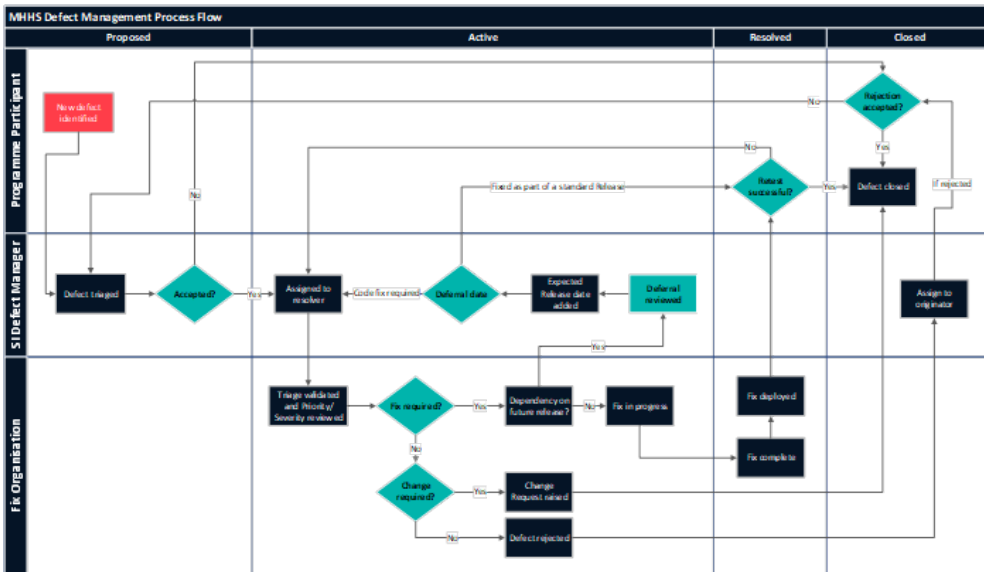 MHHS Defect Management Process Flow
Proposed
Active
Resolved
Closed
Programme Participant
New defect
identified
No
No
Rejection
accepted?
No
Yes
Fixed as part of a standard Release
Retest
successful?
Yes
Defect closed
if rejected
SI Defect Manager
Defect triaged
Accepted?
Yes
Assigned to
resolver
Code fix required
Deferral date
Expected
Release date
added
Deferral
reviewed
Assign to
originator
Yes
Fix Organisation
Triage validated
and Priority/
Severity reviewed
Fix required?
Yes
Dependency on
future release?
No
Fix in progress
Fix deployed
Fix complete
No
Change
required?
Yes
Change
Request raised
No
Defect rejected